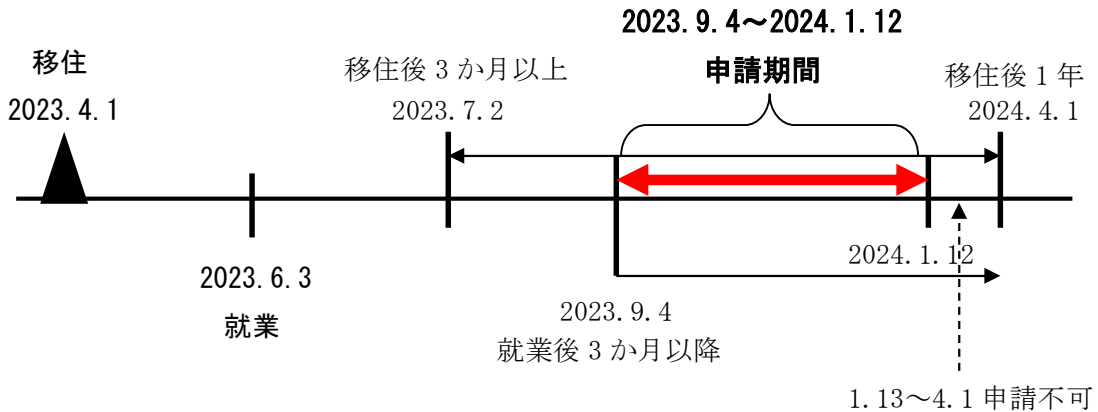 2023.9.4～2024.1.12
申請期間
移住
2023.4.1
移住後3か月以上
2023.7.2
移住後1年
2024.4.1
2023.6.3
就業
2024.1.12
2023.9.4
就業後3か月以降
1.13～4.1申請不可